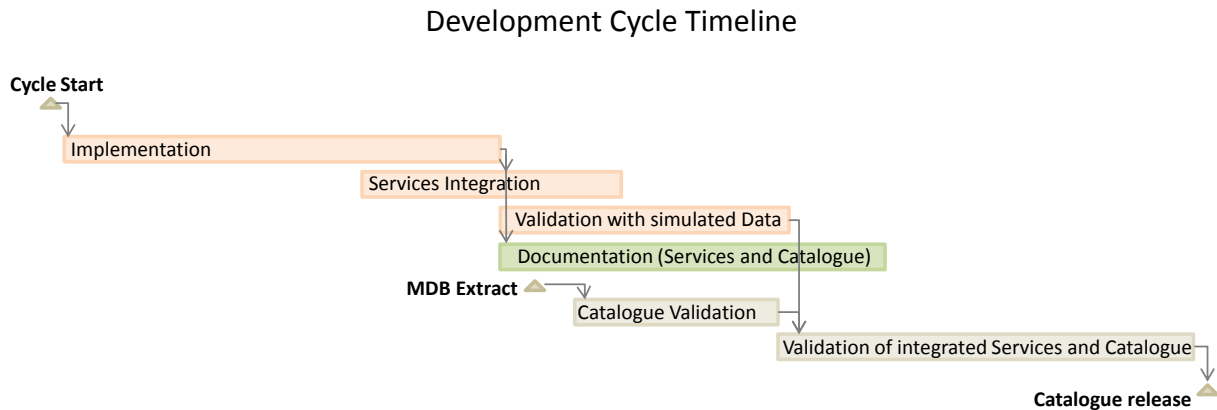 Development Cycle Timeline
Cycle Start
Implementation
Services Integration
Validation with simulated Data
Documentation (Services and Catalogue)
MDB Extract
Catalogue Validation
Validation of integrated Services and Catalogue
Catalogue release